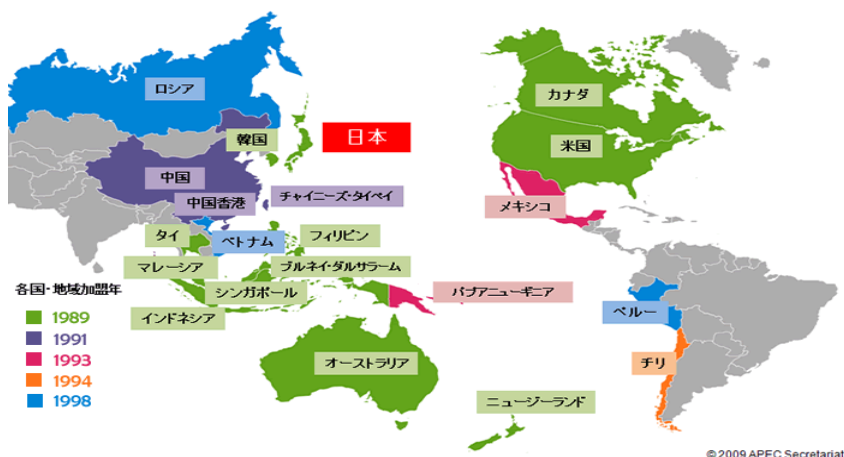 ロシア
カナダ
韓国
日本
米国
中国
中国香港
チャイニーズ・タイペイ
メキシコ
タイ
ベトナム
フィリピン
マレーシア
ブルネイ・ダルサラーム
各国・地域加盟年
シンガポール
パプアニューギニア
インドネシア
ペルー
1989
1991
1993
1994
1998
オーストラリア
チリ
ニュージーランド
© 2009 APEC Secretariat